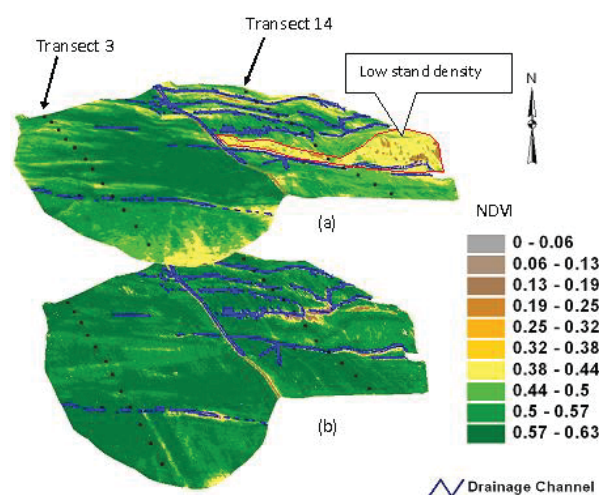 Transect 3
Transect 14
Low stand density
N
(a)
(b)
NDVI
0 - 0.06
0.06 - 0.13
0.13 - 0.19
0.19 - 0.25
0.25 - 0.32
0.32 - 0.38
0.38 - 0.44
0.44 - 0.5
0.5 - 0.57
0.57 - 0.63
Drainage Channel